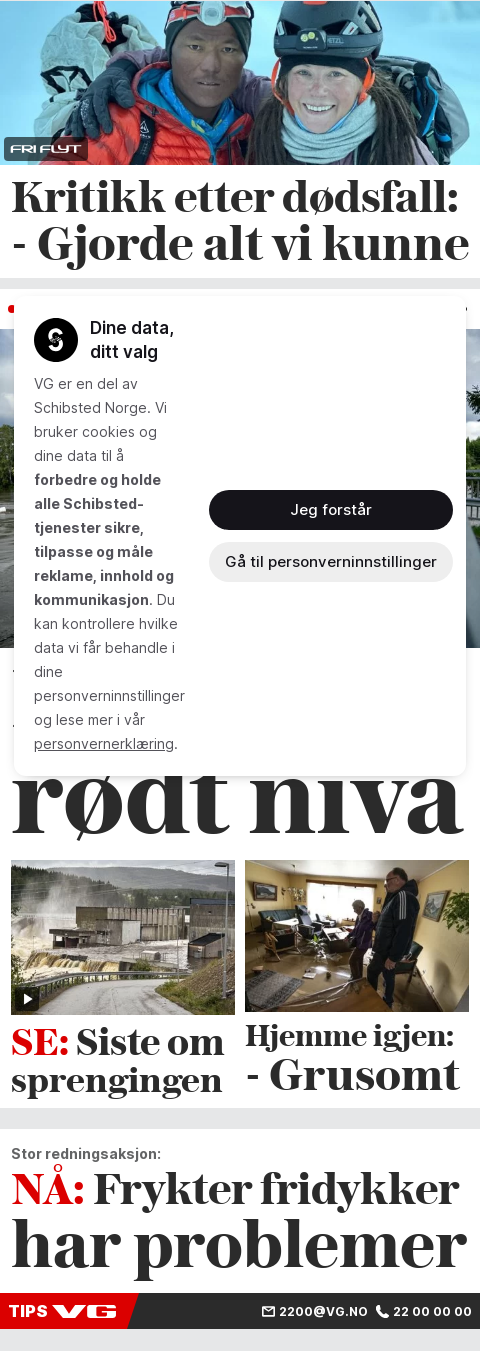 PETZL
FRI FLYT
Kritikk etter dødsfall:
- Gjorde alt vi kunne
Dine data,
ditt valg
VG er en del av
Schibsted Norge. Vi
bruker cookies og
dine data til å
forbedre og holde
alle Schibsted-
tjenester sikre,
tilpasse og måle
reklame, innhold og
kommunikasjon. Du
kan kontrollere hvilke
data vi får behandle i
dine
personverninnstillinger
og lese mer i vår
personvernerklæring.
Jeg forstår
Gå til personverninnstillinger
rødt nivå
SE: Siste om
sprengingen
Hjemme igjen:
- Grusomt
Stor redningsaksjon:
NÅ: Frykter fridykker
har problemer
TIPS VG
2200@VG.NO 22 00 00 00